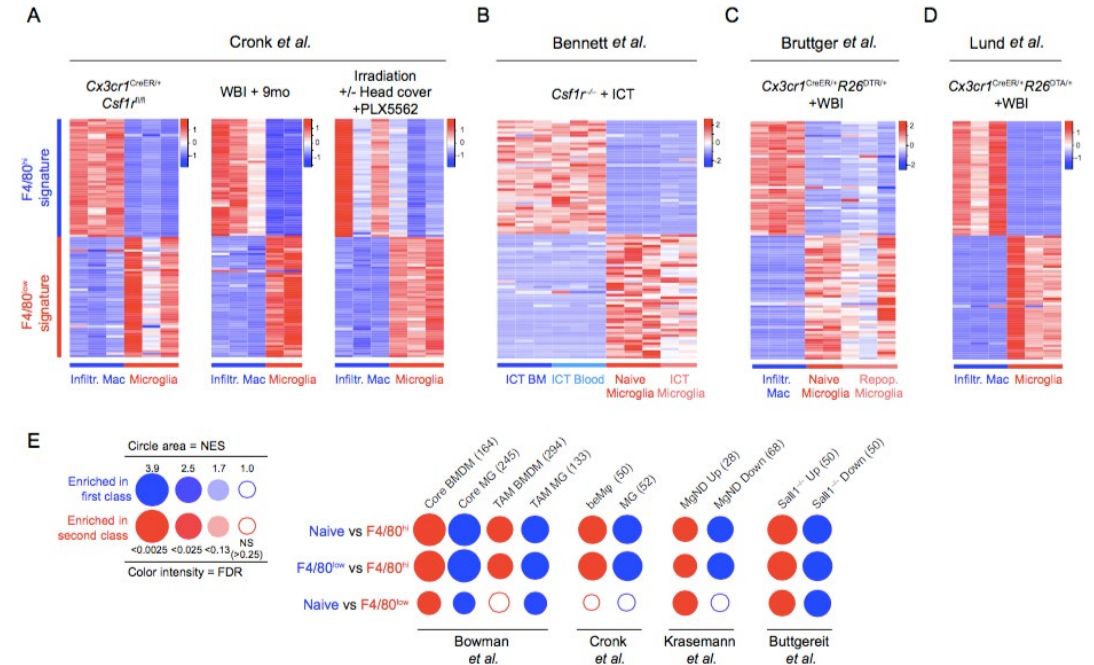 A
Cronk et al.
Cx3cr1CreER/+
Csf1rfl/fl
WBI + 9mo
Irradiation
+/- Head cover
+PLX5562
F4/80hi
signature
F4/80low
signature
1
0
-1
1
0
-1
1
0
-1
Infiltr. Mac Microglia
Infiltr. Mac Microglia
Infiltr. Mac Microglia
B
Bennett et al.
Csf1r-/- + ICT
2
0
-2
ICT BM ICT Blood Naive Microglia ICT Microglia
C
Bruttger et al.
Cx3cr1CreER/+R26DTR/+
+WBI
2
0
-2
Infiltr. Mac Naive Microglia Repop. Microglia
D
Lund et al.
Cx3cr1CreER/+R26DTA/+
+WBI
1
0
-1
Infiltr. Mac Microglia
E
Circle area = NES
3.9 2.5 1.7 1.0
Enriched in
first class
Enriched in
second class
<0.0025 <0.025 <0.13 NS
(>0.25)
Color intensity = FDR
Core BMDM (164)
Core MG (245)
TAM BMDM (294)
TAM MG (133)
beMφ (50)
MG (52)
MgND Up (28)
MgND Down (68)
Sall1-/- Up (50)
Sall1-/- Down (50)
Naive vs F4/80hi
F4/80low vs F4/80hi
Naive vs F4/80low
Bowman
et al.
Cronk
et al.
Krasemann
et al.
Buttgereit
et al.